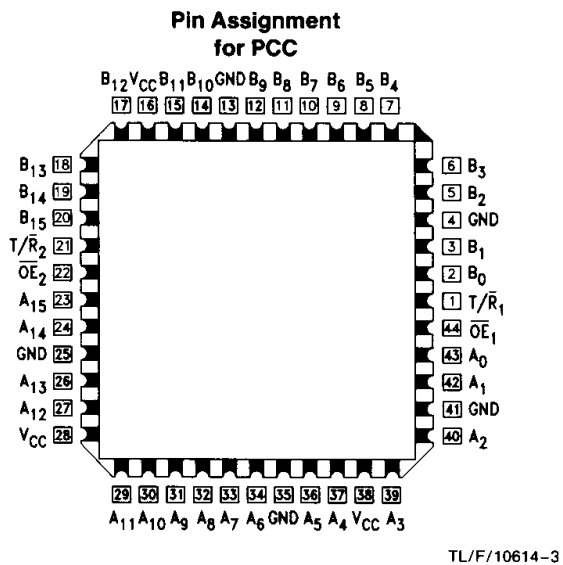 Pin Assignment
for PCC
B12 VCC B11 B10 GND B9 B8 B7 B6 B5 B4
17 16 15 14 13 12 11 10 9 8 7
B13 18
B14 19
B15 20
T/R̅2 21
O̅E̅2 22
A15 23
A14 24
GND 25
A13 26
A12 27
VCC 28
6 B3
5 B2
4 GND
3 B1
2 B0
1 T/R̅1
44 O̅E̅1
43 A0
42 A1
41 GND
40 A2
29 30 31 32 33 34 35 36 37 38 39
A11 A10 A9 A8 A7 A6 GND A5 A4 VCC A3
TL/F/10614-3